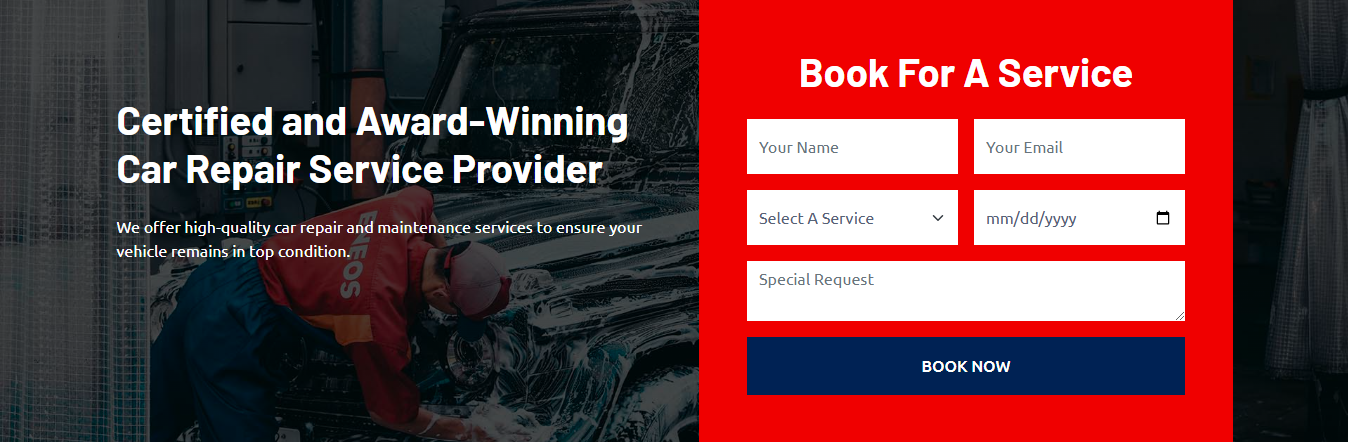 Certified and Award-Winning
Car Repair Service Provider
We offer high-quality car repair and maintenance services to ensure your
vehicle remains in top condition.
ENEOS
Book For A Service
Your Name
Your Email
Select A Service
mm/dd/yyyy
Special Request
BOOK NOW